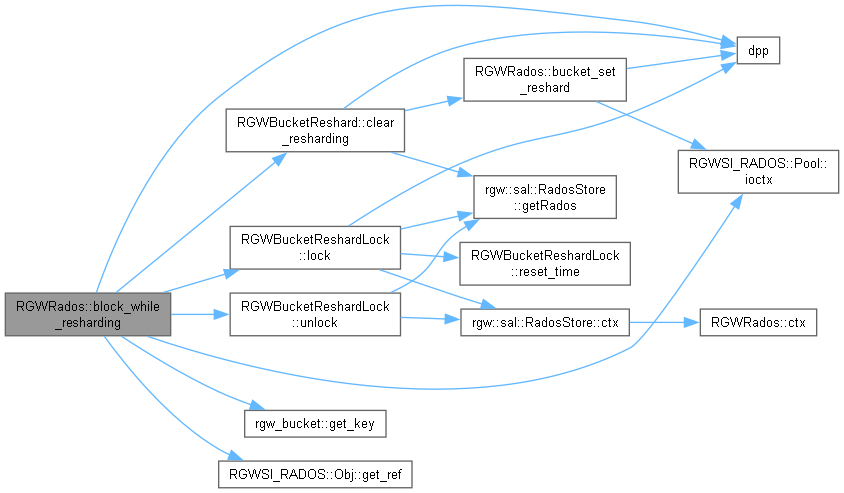 dpp
RGWRados::bucket_set
_reshard
RGWBucketReshard::clear
_resharding
RGWSI_RADOS::Pool::
ioctx
rgw::sal::RadosStore
::getRados
RGWBucketReshardLock
::lock
RGWBucketReshardLock
::reset_time
RGWRados::block_while
_resharding
RGWBucketReshardLock
::unlock
rgw::sal::RadosStore::ctx
RGWRados::ctx
rgw_bucket::get_key
RGWSI_RADOS::Obj::get_ref